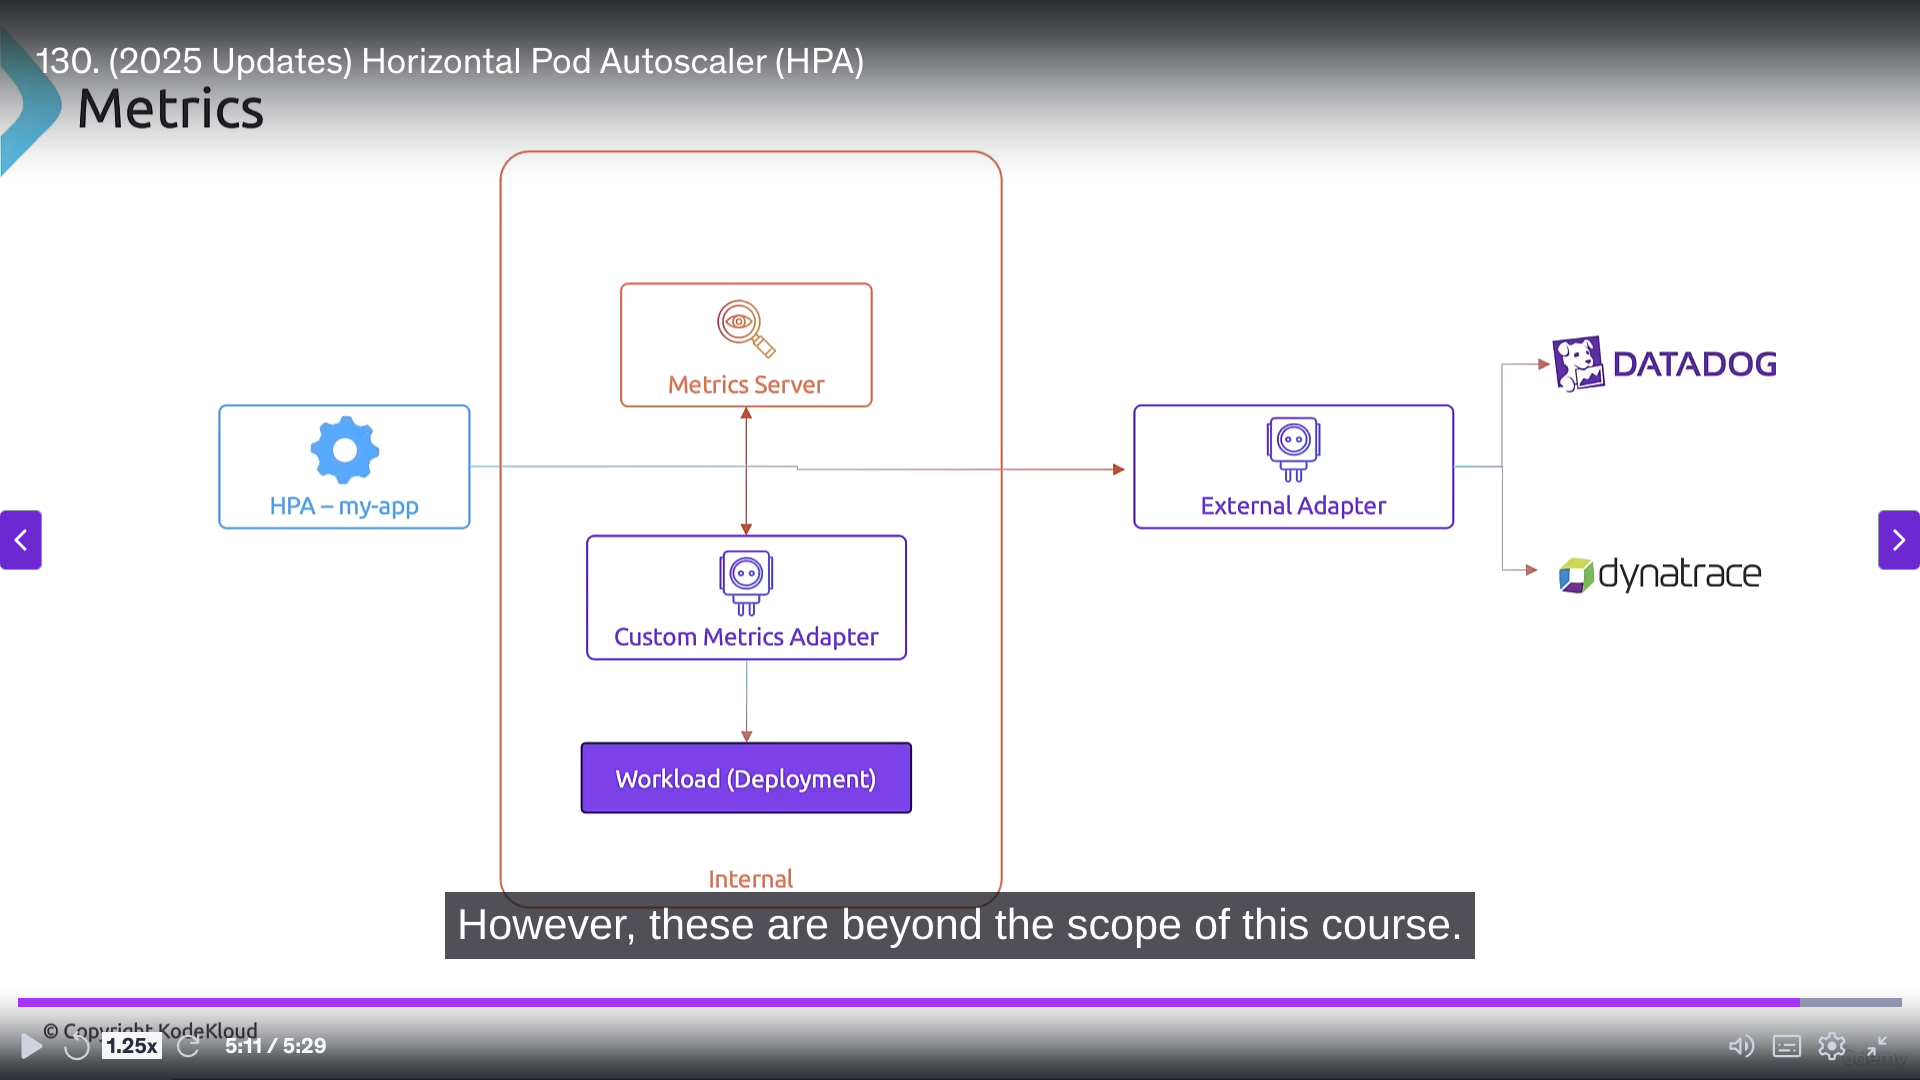 130. (2025 Updates) Horizontal Pod Autoscaler (HPA)
Metrics
Metrics Server
DATADOG
HPA – my-app
External Adapter
dynatrace
Custom Metrics Adapter
Workload (Deployment)
Internal
However, these are beyond the scope of this course.
© Copyright KodeKloud
1.25x
5:11 / 5:29
udemy